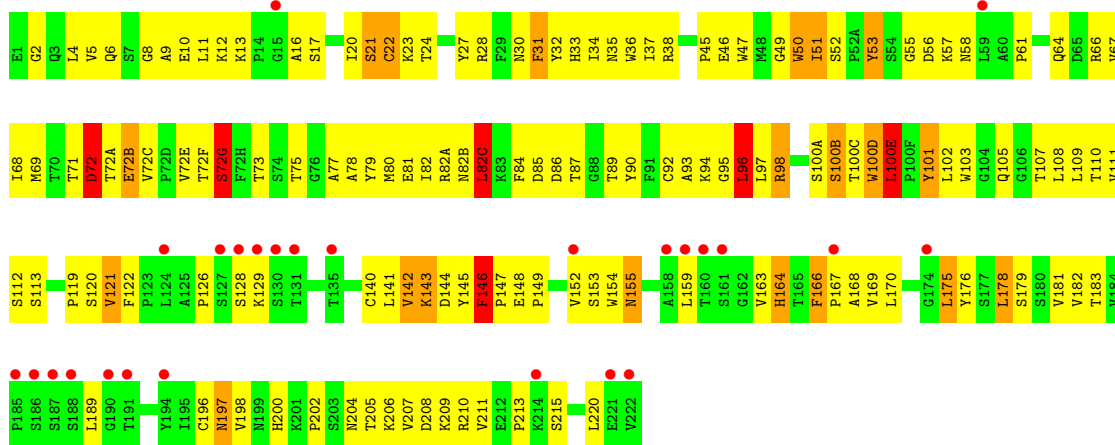 E1 G2 Q3 L4 V5 Q6 S7 G8 A9 E10 L11 K12 K13 P14 G15 A16 S17 I20 S21 C22 K23 T24 Y27 R28 F29 N30 F31 Y32 H33 I34 N35 W36 I37 R38 P45 E46 W47 M48 G49 W50 I51 S52 P52A Y53 S54 G55 D56 K57 N58 L59 A60 P61 Q64 D65 R66 V67
I68 M69 T70 T71 D72 T72A E72B V72C P72D V72E T72F S72G F72H T73 S74 T75 G76 A77 A78 Y79 M80 E81 I82 R82A N82B L82C K83 F84 D85 D86 T87 G88 T89 Y90 F91 C92 A93 K94 G95 L96 L97 R98 S100A S100B T100C W100D L100E P100F Y101 L102 W103 G104 Q105 G106 T107 L108 L109 T110 V111
S112 S113 P119 S120 V121 F122 P123 L124 A125 P126 S127 S128 K129 S130 T131 T135 C140 L141 V142 K143 D144 Y145 F146 P147 E148 P149 V152 S153 W154 N155 A158 L159 T160 S161 G162 V163 H164 T165 F166 P167 A168 V169 L170 G174 L175 Y176 S177 L178 S179 S180 V181 V182 T183 V184
P185 S186 S187 S188 L189 G190 T191 Y194 I195 C196 N197 V198 N199 H200 K201 P202 S203 N204 T205 K206 V207 D208 K209 R210 V211 E212 P213 K214 S215 L220 E221 V222